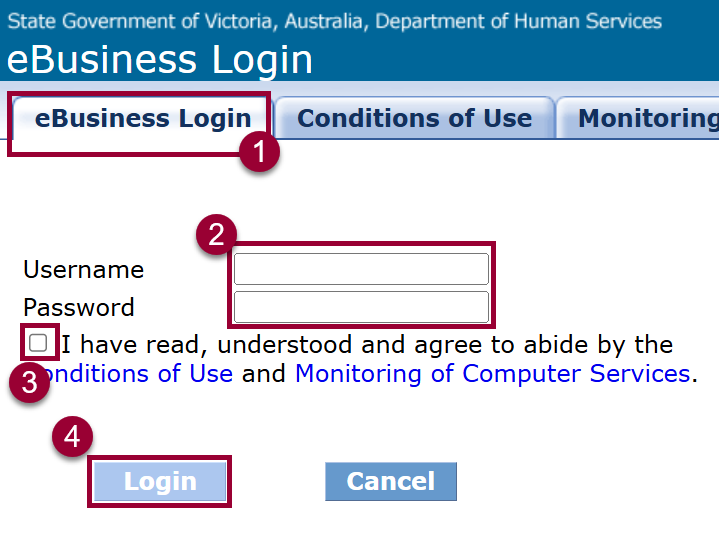 State Government of Victoria, Australia, Department of Human Services
eBusiness Login
eBusiness Login Conditions of Use Monitoring
1
2
Username
Password
I have read, understood and agree to abide by the
3 onditions of Use and Monitoring of Computer Services.
4
Login Cancel